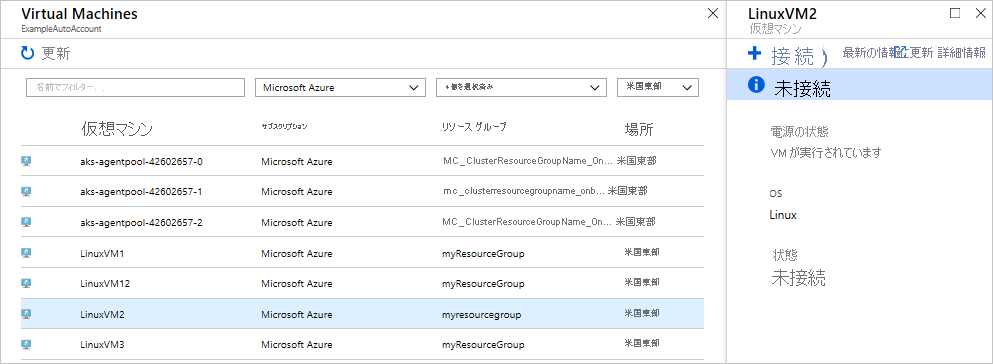 Virtual Machines
ExampleAutoAccount
更新
名前でフィルター...
Microsoft Azure
4 個を選択済み
米国東部
仮想マシン サブスクリプション リソース グループ 場所
aks-agentpool-42602657-0 Microsoft Azure MC_ClusterResourceGroupName_On... 米国東部
aks-agentpool-42602657-1 Microsoft Azure mc_clusterresourcegroupname_onb... 米国東部
aks-agentpool-42602657-2 Microsoft Azure MC_ClusterResourceGroupName_On... 米国東部
LinuxVM1 Microsoft Azure myResourceGroup 米国東部
LinuxVM12 Microsoft Azure myResourceGroup 米国東部
LinuxVM2 Microsoft Azure myresourcegroup 米国東部
LinuxVM3 Microsoft Azure myResourceGroup 米国東部
LinuxVM2
仮想マシン
接続 ) 最新の情報に更新 詳細情報
未接続
電源の状態
VM が実行されています
OS
Linux
状態
未接続